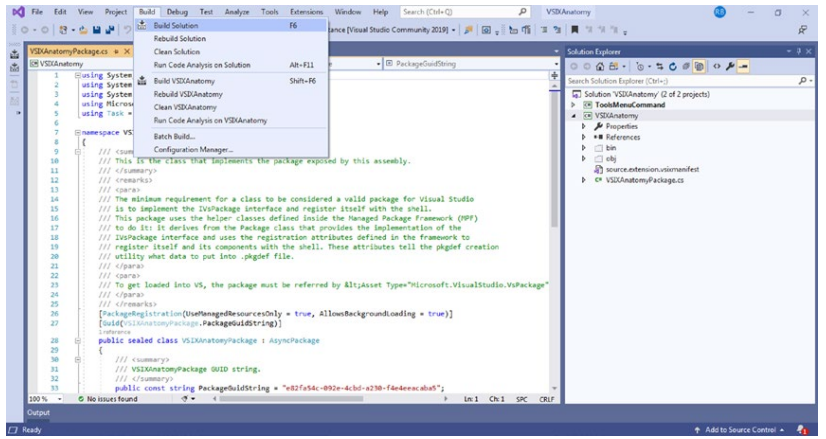 File Edit View Project Build Debug Test Analyze Tools Extensions Window Help Search (Ctrl+Q) VSIXAnatomy RB
Build Solution F6
Rebuild Solution
Clean Solution
Run Code Analysis on Solution Alt+F11
Build VSIXAnatomy Shift+F6
Rebuild VSIXAnatomy
Clean VSIXAnatomy
Run Code Analysis on VSIXAnatomy
Batch Build...
Configuration Manager...
[Visual Studio Community 2019]
VSIXAnatomyPackage.cs
VSIXAnatomy
PackageGuidString
1 using System
2 using System
3 using System
4 using Micros
5 using Task =
6
7 namespace VS
8 {
9 /// <sum
10 /// This is the class that implements the package exposed by this assembly.
11 /// </summary>
12 /// <remarks>
13 /// <para>
14 /// The minimum requirement for a class to be considered a valid package for Visual Studio
15 /// is to implement the IVsPackage interface and register itself with the shell.
16 /// This package uses the helper classes defined inside the Managed Package Framework (MPF)
17 /// to do it: it derives from the Package class that provides the implementation of the
18 /// IVsPackage interface and uses the registration attributes defined in the framework to
19 /// register itself and its components with the shell. These attributes tell the pkgdef creation
20 /// utility what data to put into .pkgdef file.
21 /// </para>
22 /// <para>
23 /// To get loaded into VS, the package must be referred by &lt;Asset Type="Microsoft.VisualStudio.VsPackage"
24 /// </para>
25 /// </remarks>
26 [PackageRegistration(UseManagedResourcesOnly = true, AllowsBackgroundLoading = true)]
27 [Guid(VSIXAnatomyPackage.PackageGuidString)]
1 reference
28 public sealed class VSIXAnatomyPackage : AsyncPackage
29 {
30 /// <summary>
31 /// VSIXAnatomyPackage GUID string.
32 /// </summary>
33 public const string PackageGuidString = "e82fa54c-092e-4cbd-a230-f4e4eeacaba5";
100 % No issues found Ln: 1 Ch: 1 SPC CRLF
Output
Ready Add to Source Control
Solution Explorer
Search Solution Explorer (Ctrl+;)
Solution 'VSIXAnatomy' (2 of 2 projects)
ToolsMenuCommand
VSIXAnatomy
Properties
References
bin
obj
source.extension.vsixmanifest
VSIXAnatomyPackage.cs